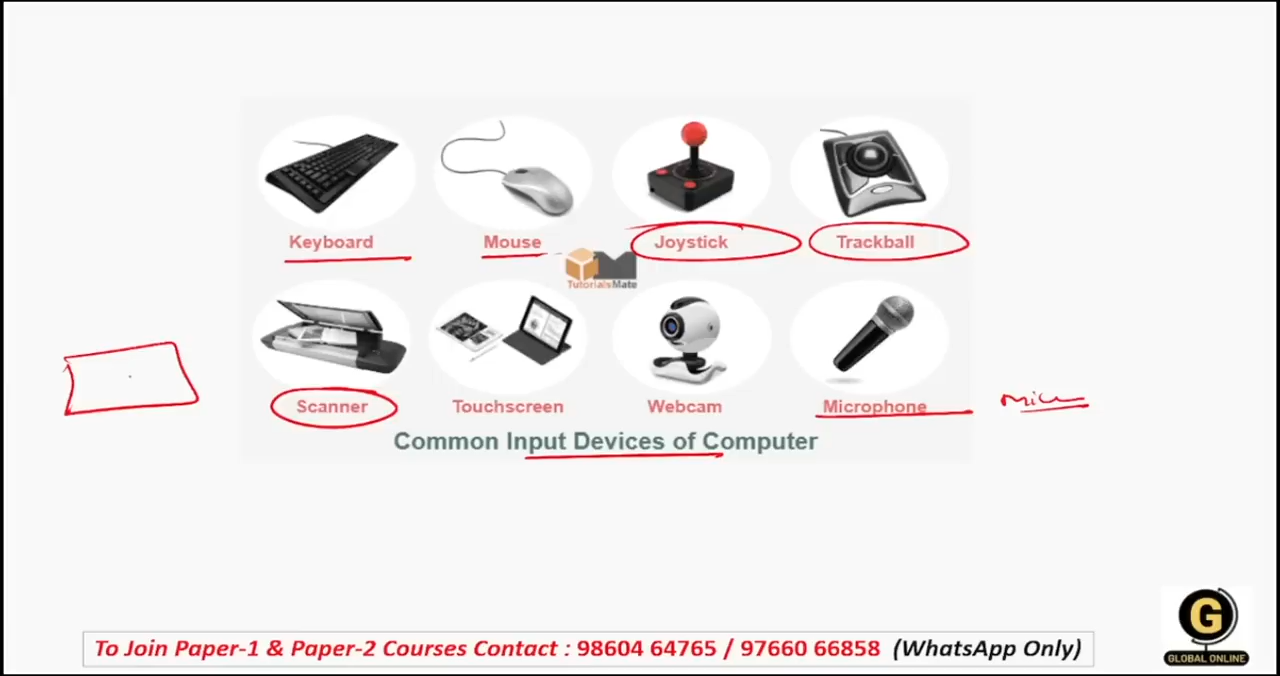 Keyboard Mouse Joystick Trackball
TutorialsMate
Scanner Touchscreen Webcam Microphone
Common Input Devices of Computer
To Join Paper-1 & Paper-2 Courses Contact : 98604 64765 / 97660 66858 (WhatsApp Only)
G
GLOBAL ONLINE